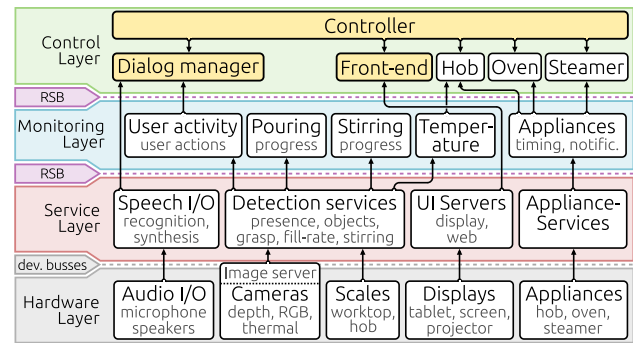 Controller
Control
Layer
Dialog manager
Front-end
Hob
Oven
Steamer
RSB
Monitoring
Layer
User activity
user actions
Pouring
progress
Stirring
progress
Temper-
ature
Appliances
timing, notific.
RSB
Service
Layer
Speech I/O
recognition,
synthesis
Detection services
presence, objects,
grasp, fill-rate, stirring
UI Servers
display,
web
Appliance-
Services
dev. busses
Image server
Hardware
Layer
Audio I/O
microphone
speakers
Cameras
depth, RGB,
thermal
Scales
worktop,
hob
Displays
tablet, screen,
projector
Appliances
hob, oven,
steamer